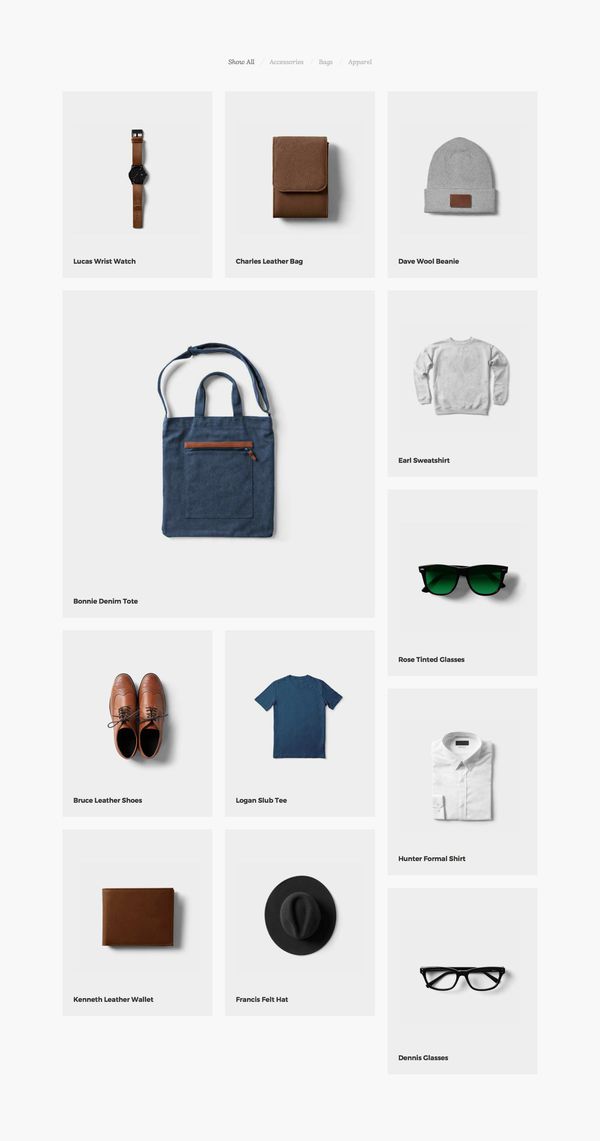 Show All / Accessories / Bags / Apparel
Lucas Wrist Watch
Charles Leather Bag
Dave Wool Beanie
Bonnie Denim Tote
Earl Sweatshirt
Rose Tinted Glasses
Bruce Leather Shoes
Logan Slub Tee
Hunter Formal Shirt
Kenneth Leather Wallet
Francis Felt Hat
Dennis Glasses